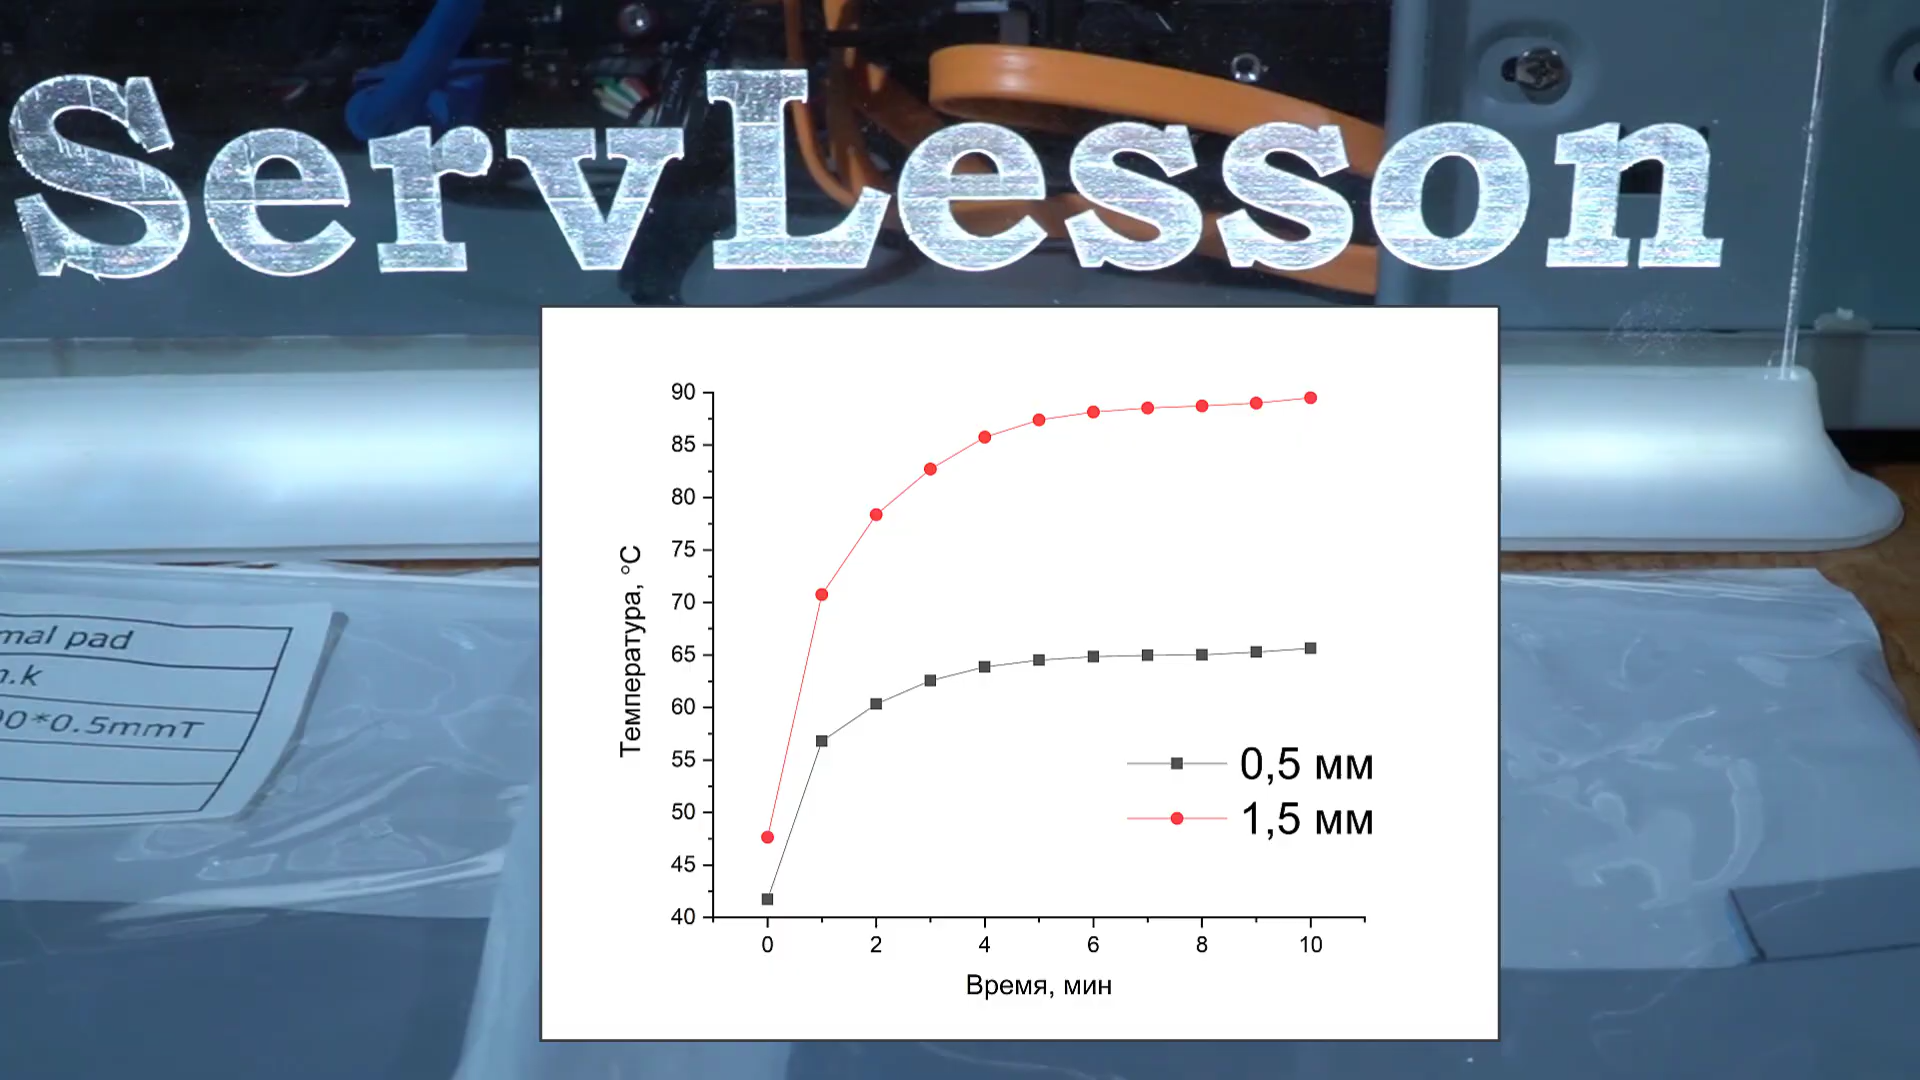 ServLesson
mal pad
.k
0*0.5mmT
90
85
80
75
70
65
60
55
50
45
40
Температура, °C
0,5 мм
1,5 мм
0 2 4 6 8 10
Время, мин